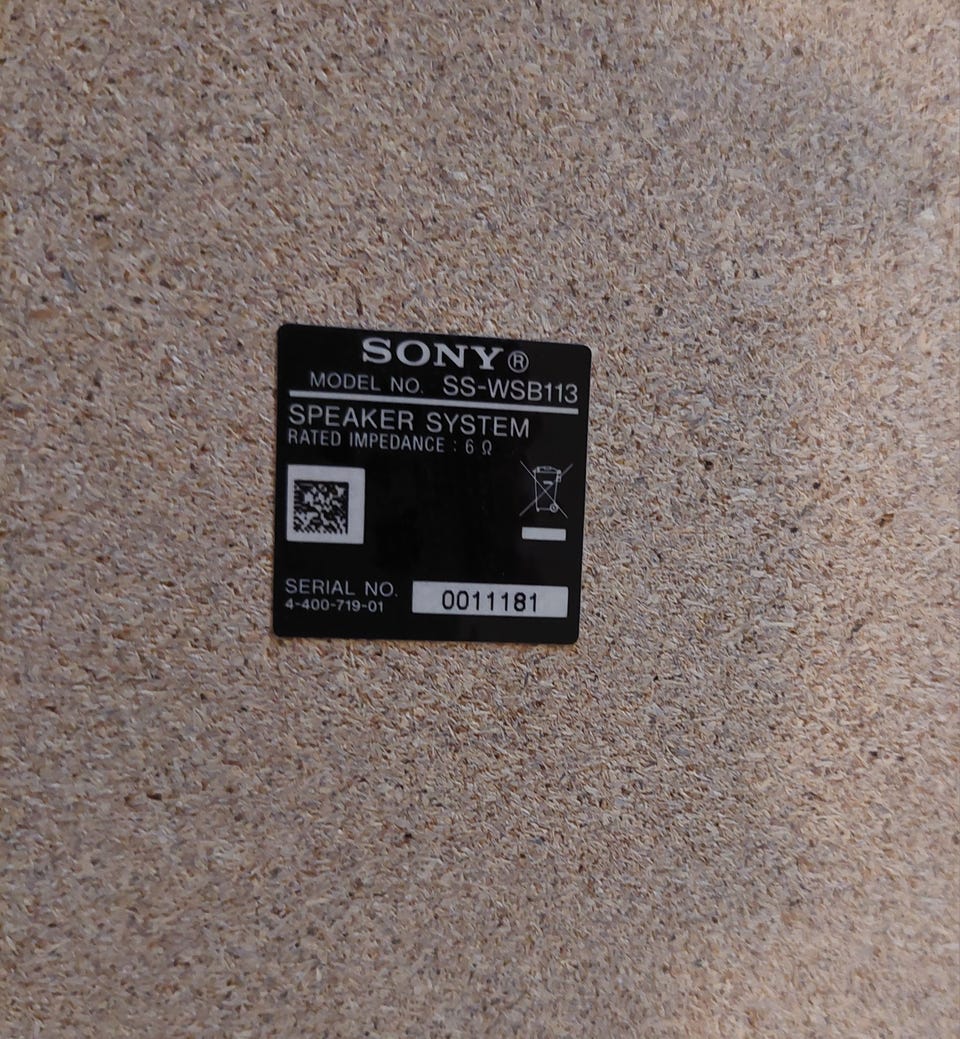 SONY®
MODEL NO. SS-WSB113
SPEAKER SYSTEM
RATED IMPEDANCE : 6 Ω
SERIAL NO.
4-400-719-01
0011181